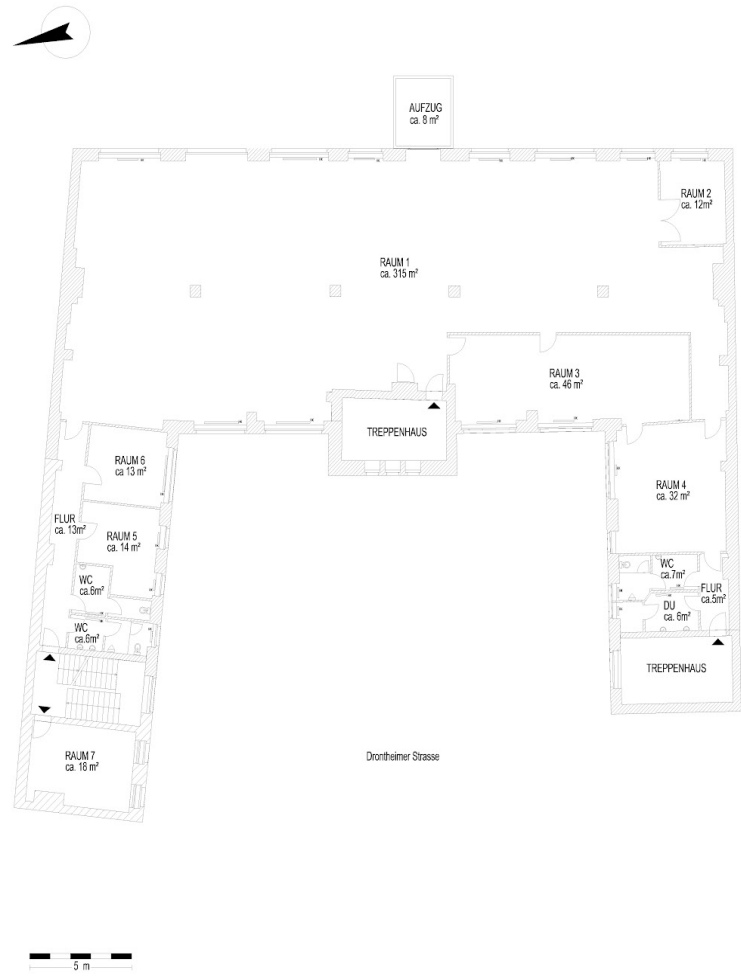 AUFZUG
ca. 8 m²
RAUM 2
ca. 12m²
RAUM 1
ca. 315 m²
RAUM 3
ca. 46 m²
TREPPENHAUS
RAUM 6
ca 13 m²
RAUM 4
ca. 32 m²
FLUR
ca. 13m²
RAUM 5
ca. 14 m²
WC
ca.6m²
WC
ca.7m²
FLUR
ca.5m²
DU
ca. 6m²
WC
ca.6m²
TREPPENHAUS
RAUM 7
ca. 18 m²
Drontheimer Strasse
5 m